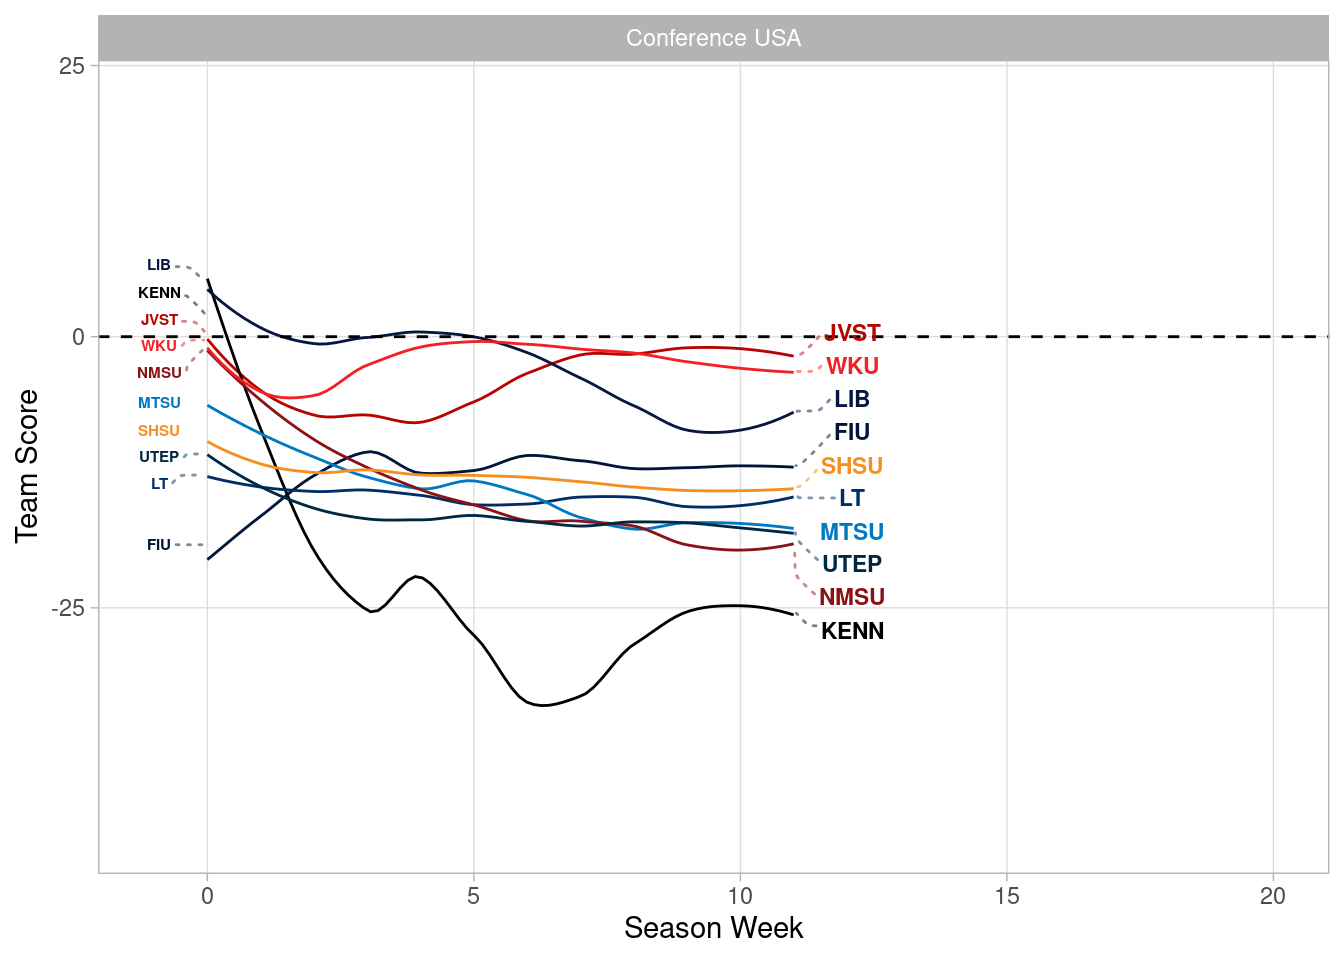 Conference USA
25
0
-25
Team Score
LIB
KENN
JVST
WKU
NMSU
MTSU
SHSU
UTEP
LT
FIU
JVST
WKU
LIB
FIU
SHSU
LT
MTSU
UTEP
NMSU
KENN
0 5 10 15 20
Season Week